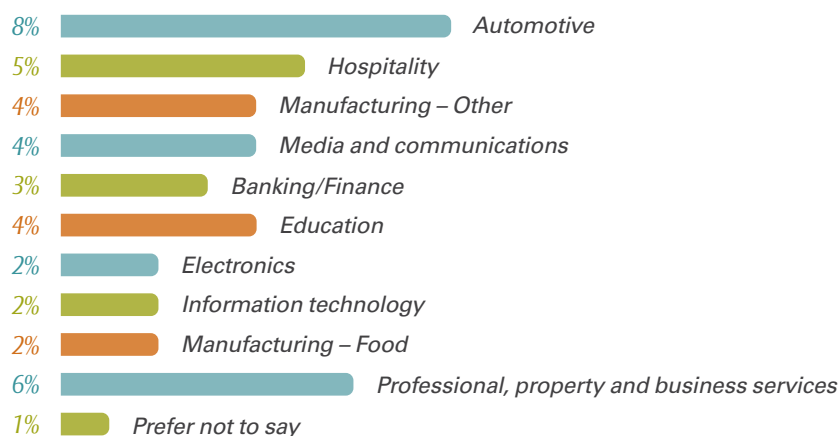 8% Automotive
5% Hospitality
4% Manufacturing – Other
4% Media and communications
3% Banking/Finance
4% Education
2% Electronics
2% Information technology
2% Manufacturing – Food
6% Professional, property and business services
1% Prefer not to say